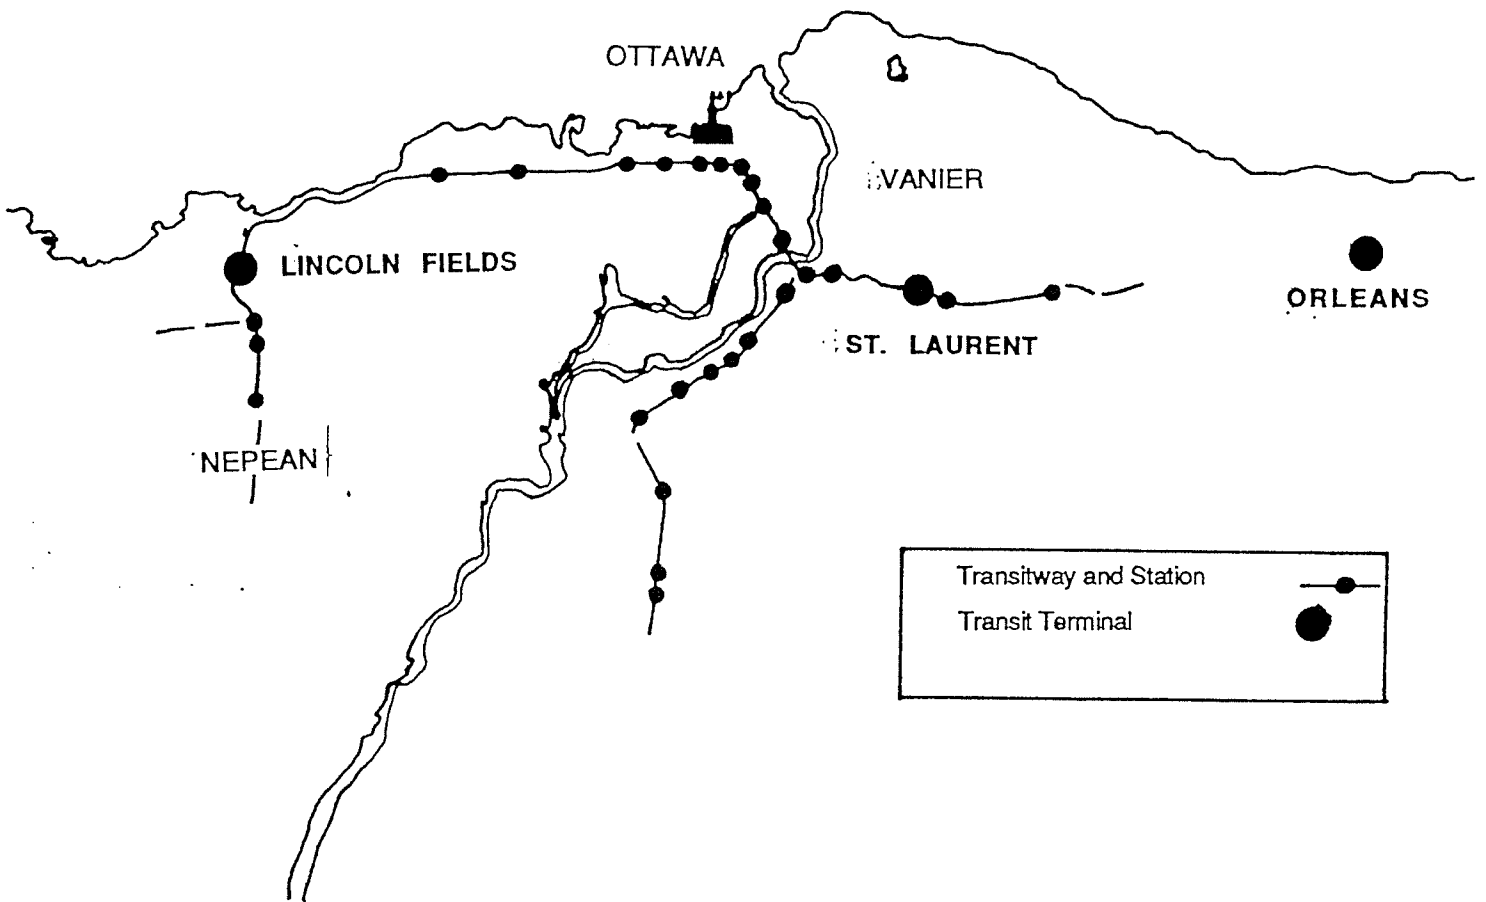 OTTAWA
VANIER
LINCOLN FIELDS
ORLEANS
ST. LAURENT
NEPEAN
Transitway and Station
Transit Terminal